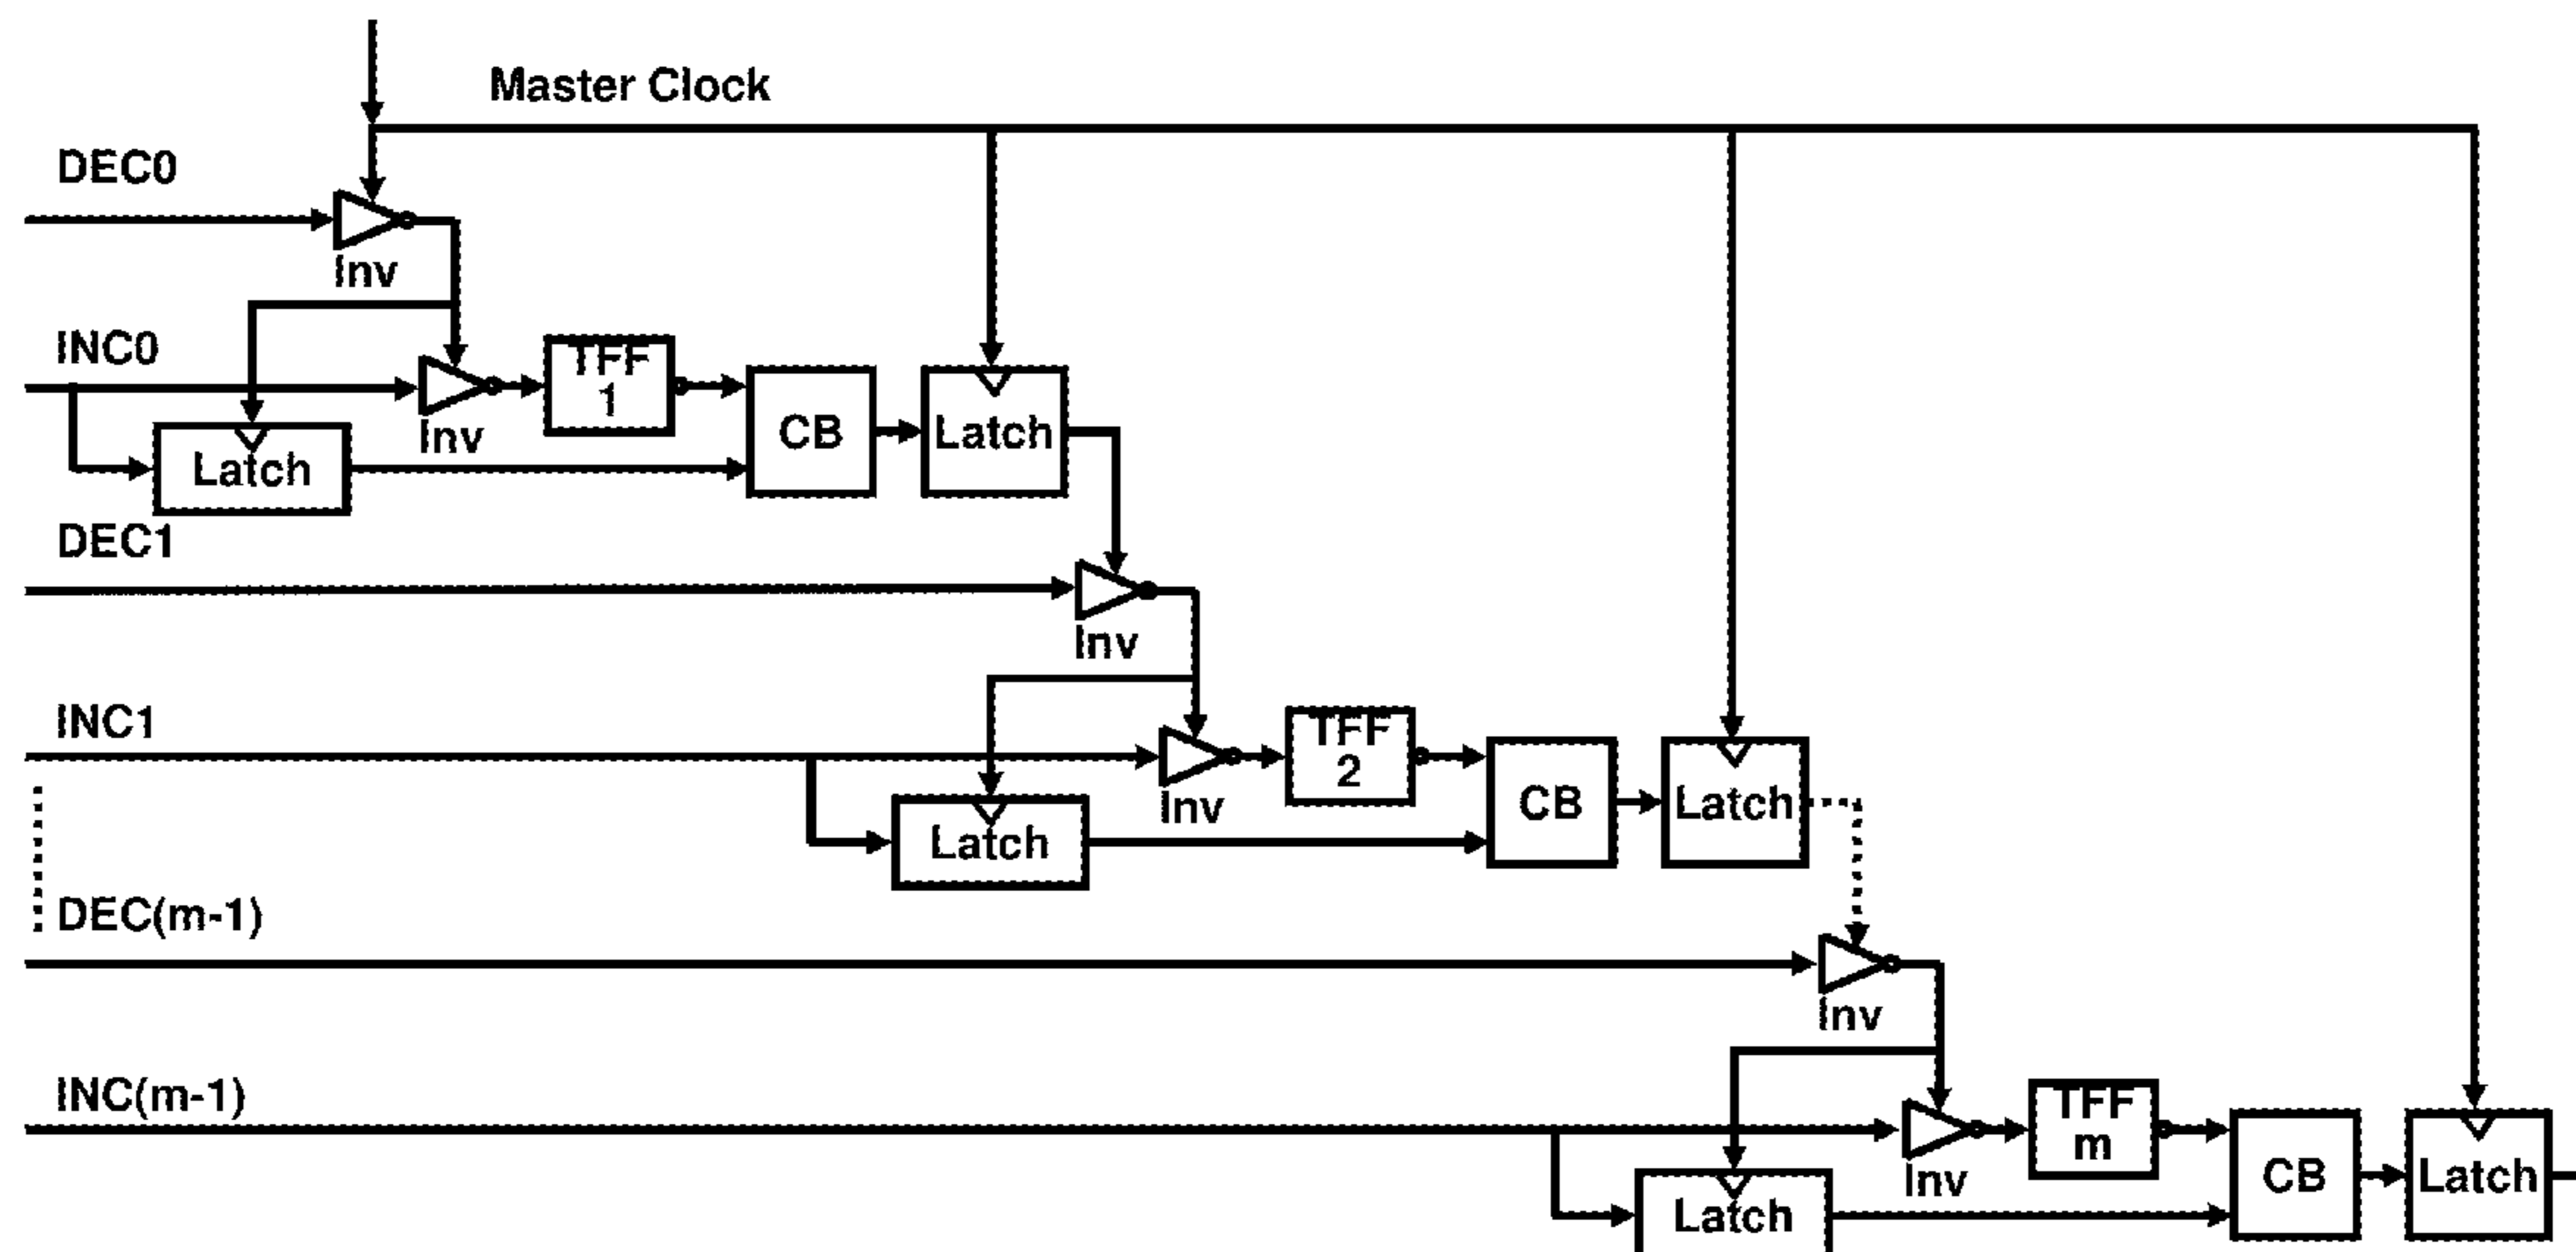 Master Clock
DEC0
Inv
INC0
TFF
1
Inv
CB
Latch
Latch
DEC1
Inv
INC1
TFF
2
Inv
CB
Latch
Latch
DEC(m-1)
Inv
INC(m-1)
TFF
m
Inv
CB
Latch
Latch